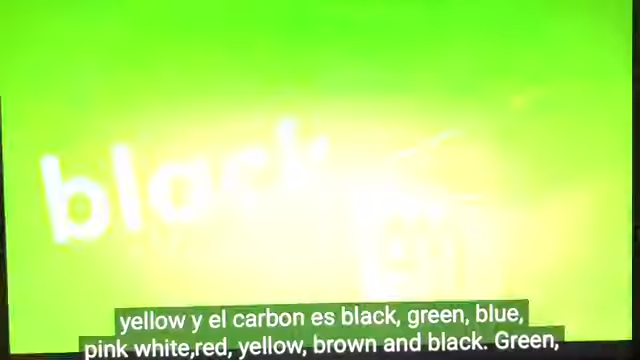 black
yellow y el carbon es black, green, blue,
pink white,red, yellow, brown and black. Green,